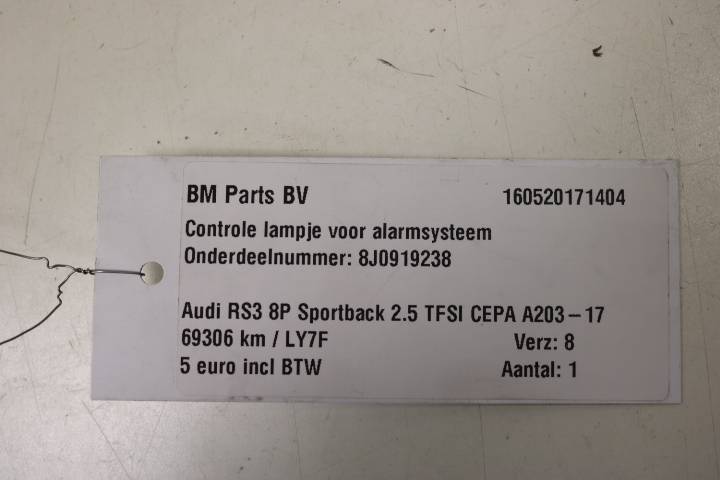 BM Parts BV 160520171404
Controle lampje voor alarmsysteem
Onderdeelnummer: 8J0919238
Audi RS3 8P Sportback 2.5 TFSI CEPA A203-17
69306 km / LY7F Verz: 8
5 euro incl BTW Aantal: 1